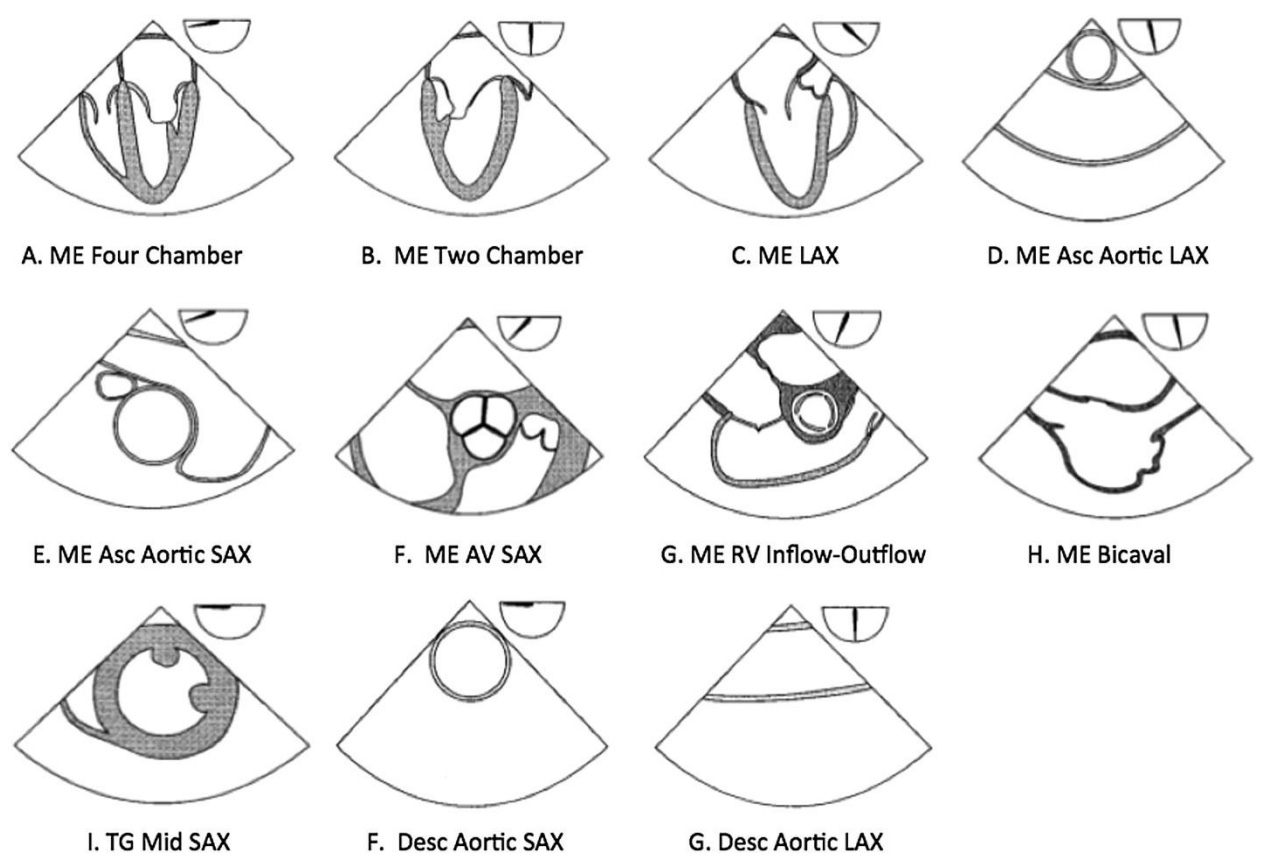 A. ME Four Chamber
B. ME Two Chamber
C. ME LAX
D. ME Asc Aortic LAX
E. ME Asc Aortic SAX
F. ME AV SAX
G. ME RV Inflow-Outflow
H. ME Bicaval
I. TG Mid SAX
F. Desc Aortic SAX
G. Desc Aortic LAX